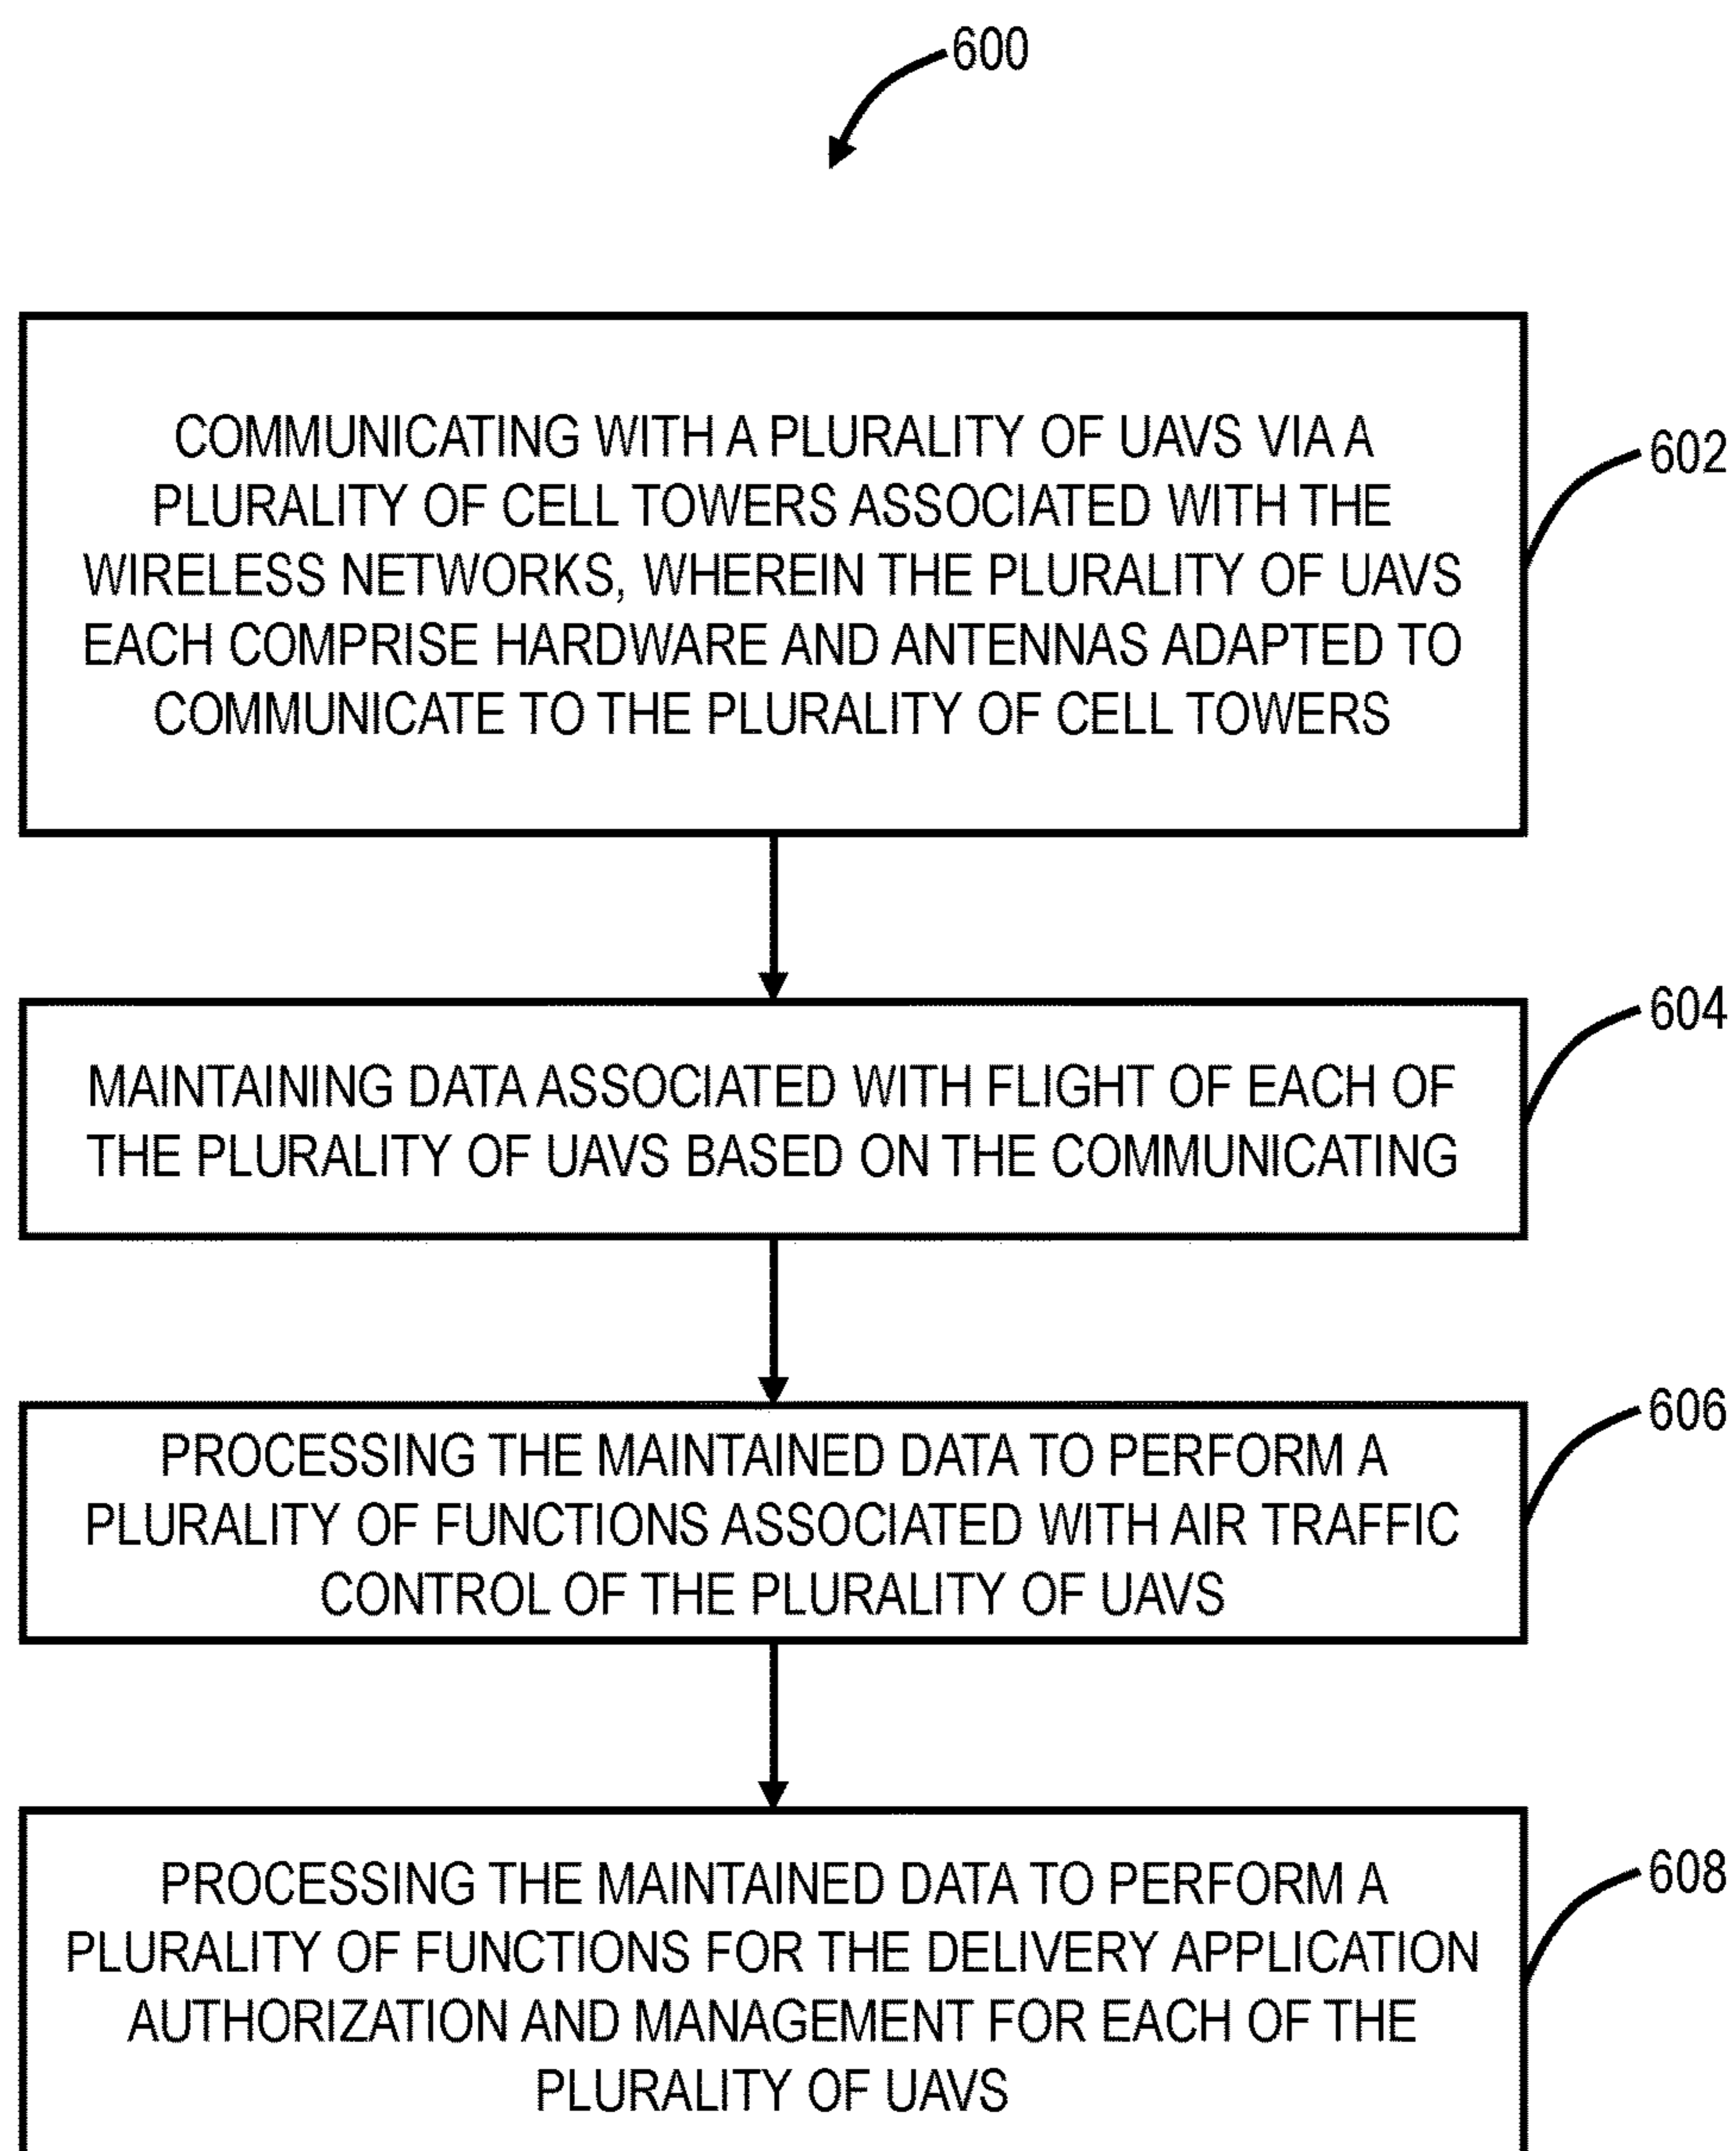 600
COMMUNICATING WITH A PLURALITY OF UAVS VIA A
PLURALITY OF CELL TOWERS ASSOCIATED WITH THE
WIRELESS NETWORKS, WHEREIN THE PLURALITY OF UAVS
EACH COMPRISE HARDWARE AND ANTENNAS ADAPTED TO
COMMUNICATE TO THE PLURALITY OF CELL TOWERS
602
MAINTAINING DATA ASSOCIATED WITH FLIGHT OF EACH OF
THE PLURALITY OF UAVS BASED ON THE COMMUNICATING
604
PROCESSING THE MAINTAINED DATA TO PERFORM A
PLURALITY OF FUNCTIONS ASSOCIATED WITH AIR TRAFFIC
CONTROL OF THE PLURALITY OF UAVS
606
PROCESSING THE MAINTAINED DATA TO PERFORM A
PLURALITY OF FUNCTIONS FOR THE DELIVERY APPLICATION
AUTHORIZATION AND MANAGEMENT FOR EACH OF THE
PLURALITY OF UAVS
608